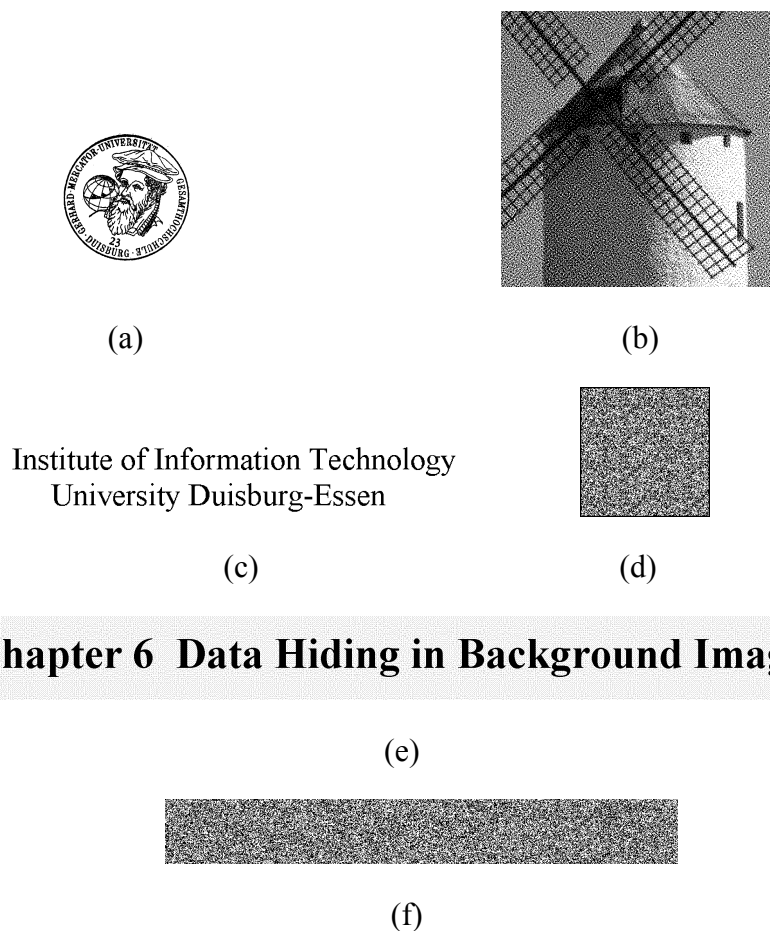 GERHARD-MERCATOR-UNIVERSITÄT
GESAMTHOCHSCHULE-DUISBURG-
23
(a)
(b)
Institute of Information Technology
University Duisburg-Essen
(c)
(d)
hapter 6 Data Hiding in Background Imag
(e)
(f)